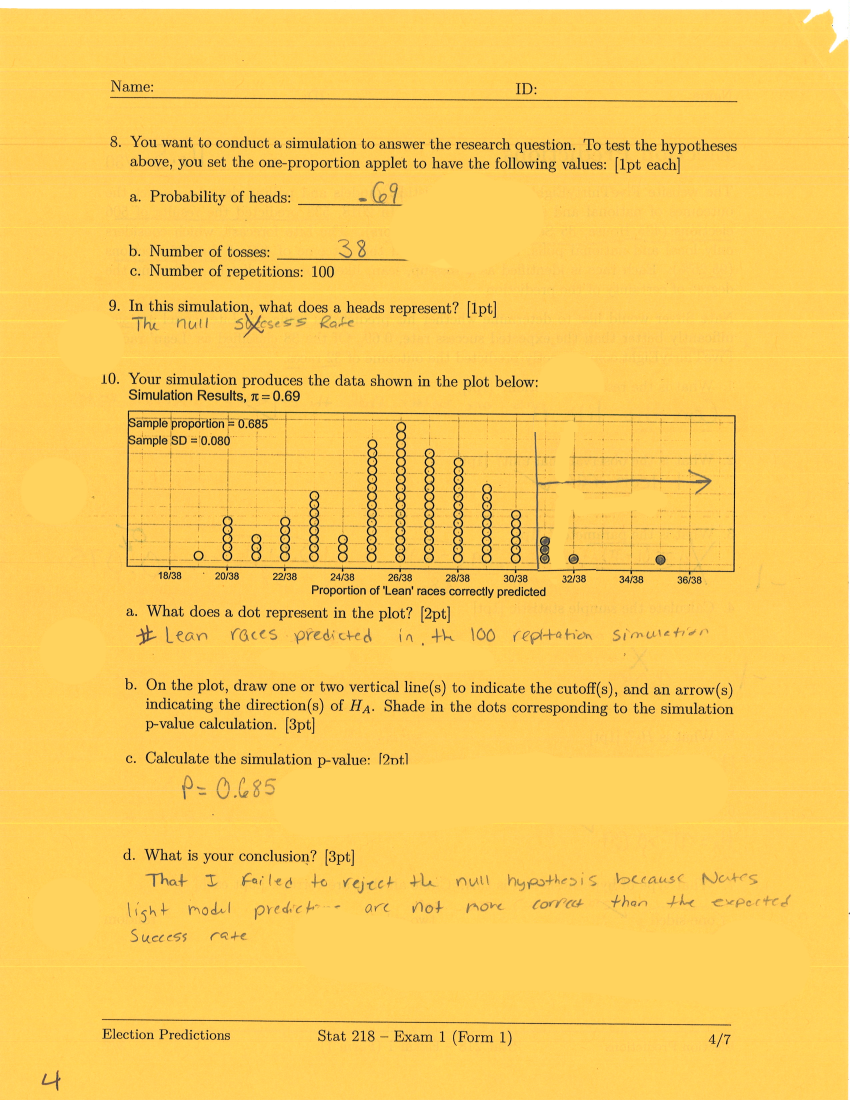 Name: ID:
8. You want to conduct a simulation to answer the research question. To test the hypotheses
above, you set the one-proportion applet to have the following values: [1pt each]
a. Probability of heads: .69
b. Number of tosses: 38
c. Number of repetitions: 100
9. In this simulation, what does a heads represent? [1pt]
The null Rate
10. Your simulation produces the data shown in the plot below:
Simulation Results, π = 0.69
Sample proportion = 0.685
Sample SD = 0.080
18/38 20/38 22/38 24/38 26/38 28/38 30/38 32/38 34/38 36/38
Proportion of 'Lean' races correctly predicted
a. What does a dot represent in the plot? [2pt]
# Lean races predicted in the 100 simulation
b. On the plot, draw one or two vertical line(s) to indicate the cutoff(s), and an arrow(s)
indicating the direction(s) of H_A. Shade in the dots corresponding to the simulation
p-value calculation. [3pt]
c. Calculate the simulation p-value: [2pt]
P = 0.685
d. What is your conclusion? [3pt]
That I failed to reject the null hypothesis because Nates
light model predict-- are not more correct than the expected
Success rate
Election Predictions Stat 218 – Exam 1 (Form 1) 4/7
4